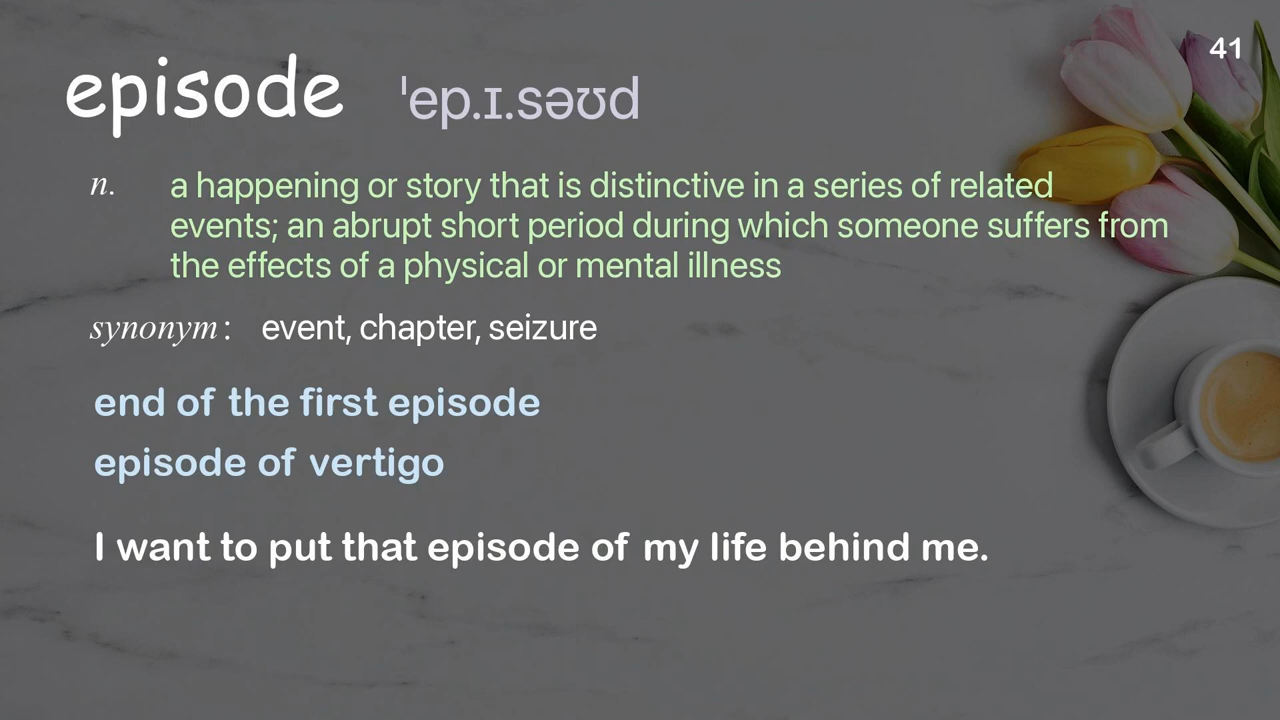 41
episode ˈep.ɪ.səʊd
n. a happening or story that is distinctive in a series of related
events; an abrupt short period during which someone suffers from
the effects of a physical or mental illness
synonym: event, chapter, seizure
end of the first episode
episode of vertigo
I want to put that episode of my life behind me.